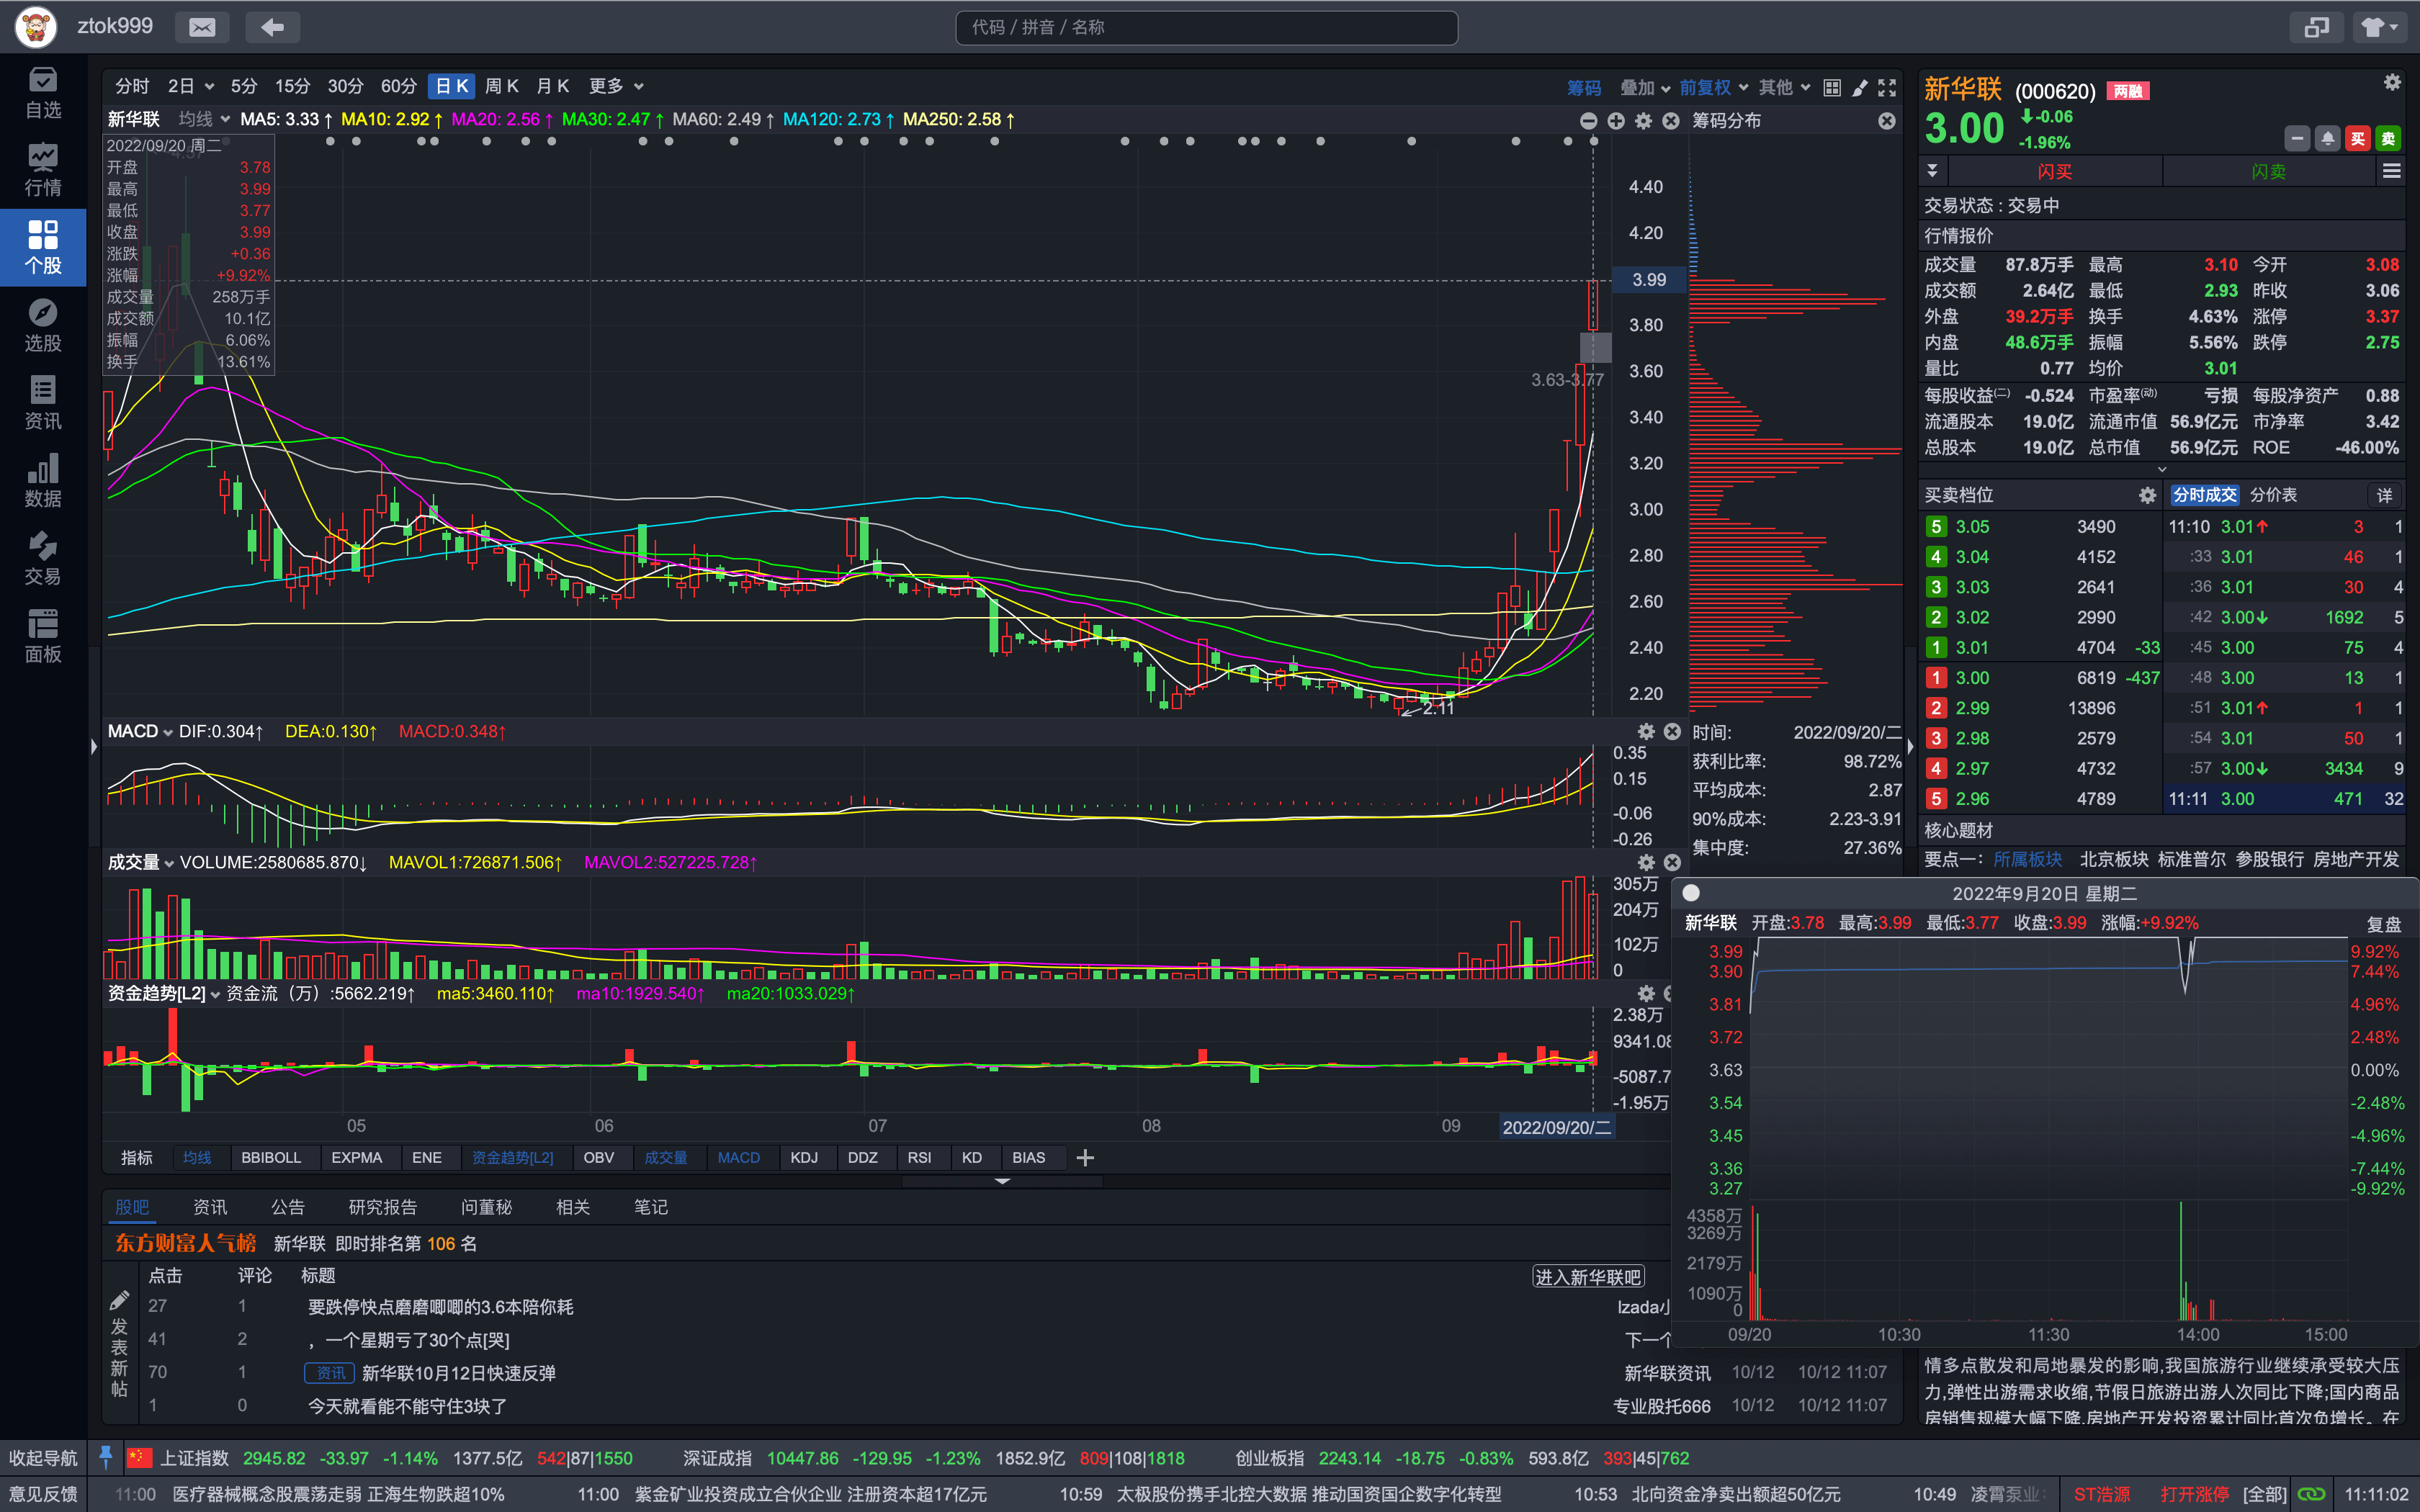 ztok999
代码 / 拼音 / 名称
自选
行情
个股
选股
资讯
数据
交易
面板
分时 2日 5分 15分 30分 60分 日K 周K 月K 更多
筹码 叠加 前复权 其他
新华联 均线 MA5: 3.33↑ MA10: 2.92↑ MA20: 2.56↑ MA30: 2.47↑ MA60: 2.49↑ MA120: 2.73↑ MA250: 2.58↑
筹码分布
2022/09/20 周二
开盘 3.78
最高 3.99
最低 3.77
收盘 3.99
涨跌 +0.36
涨幅 +9.92%
成交量 258万手
成交额 10.1亿
振幅 6.06%
换手 13.61%
4.40
4.20
3.99
3.80
3.60
3.63-3.77
3.40
3.20
3.00
2.80
2.60
2.40
2.20
2.11
MACD DIF:0.304↑ DEA:0.130↑ MACD:0.348↑
0.35
0.15
-0.06
-0.26
时间: 2022/09/20/二
获利比率: 98.72%
平均成本: 2.87
90%成本: 2.23-3.91
集中度: 27.36%
成交量 VOLUME:2580685.870↓ MAVOL1:726871.506↑ MAVOL2:527225.728↑
305万
204万
102万
0
资金趋势[L2] 资金流（万）:5662.219↑ ma5:3460.110↑ ma10:1929.540↑ ma20:1033.029↑
2.38万
9341.08
-5087.7
-1.95万
05 06 07 08 09 2022/09/20/二
指标 均线 BBIBOLL EXPMA ENE 资金趋势[L2] OBV 成交量 MACD KDJ DDZ RSI KD BIAS
股吧 资讯 公告 研究报告 问董秘 相关 笔记
东方财富人气榜 新华联 即时排名第 106 名
点击 评论 标题 进入新华联吧
27 1 要跌停快点磨磨唧唧的3.6本陪你耗 lzada小
41 2 ，一个星期亏了30个点[哭] 下一个
70 1 资讯 新华联10月12日快速反弹 新华联资讯 10/12 10/12 11:07
1 0 今天就看能不能守住3块了 专业股托666 10/12 10/12 11:07
发表新帖
新华联 (000620) 两融
3.00 -0.06
-1.96%
买 卖
闪买 闪卖
交易状态 : 交易中
行情报价
成交量 87.8万手 最高 3.10 今开 3.08
成交额 2.64亿 最低 2.93 昨收 3.06
外盘 39.2万手 换手 4.63% 涨停 3.37
内盘 48.6万手 振幅 5.56% 跌停 2.75
量比 0.77 均价 3.01
每股收益(二) -0.524 市盈率(动) 亏损 每股净资产 0.88
流通股本 19.0亿 流通市值 56.9亿元 市净率 3.42
总股本 19.0亿 总市值 56.9亿元 ROE -46.00%
买卖档位 分时成交 分价表 详
5 3.05 3490
4 3.04 4152
3 3.03 2641
2 3.02 2990
1 3.01 4704 -33
1 3.00 6819 -437
2 2.99 13896
3 2.98 2579
4 2.97 4732
5 2.96 4789
11:10 3.01↑ 3 1
:33 3.01 46 1
:36 3.01 30 4
:42 3.00↓ 1692 5
:45 3.00 75 4
:48 3.00 13 1
:51 3.01↑ 1 1
:54 3.01 50 1
:57 3.00↓ 3434 9
11:11 3.00 471 32
核心题材
要点一： 所属板块 北京板块 标准普尔 参股银行 房地产开发
2022年9月20日 星期二
新华联 开盘:3.78 最高:3.99 最低:3.77 收盘:3.99 涨幅:+9.92% 复盘
3.99 9.92%
3.90 7.44%
3.81 4.96%
3.72 2.48%
3.63 0.00%
3.54 -2.48%
3.45 -4.96%
3.36 -7.44%
3.27 -9.92%
4358万
3269万
2179万
1090万
0
09/20 10:30 11:30 14:00 15:00
情多点散发和局地暴发的影响,我国旅游行业继续承受较大压
力,弹性出游需求收缩,节假日旅游出游人次同比下降;国内商品
房销售规模大幅下降,房地产开发投资累计同比首次负增长。在
收起导航 上证指数 2945.82 -33.97 -1.14% 1377.5亿 542|87|1550 深证成指 10447.86 -129.95 -1.23% 1852.9亿 809|108|1818 创业板指 2243.14 -18.75 -0.83% 593.8亿 393|45|762
意见反馈 11:00 医疗器械概念股震荡走弱 正海生物跌超10% 11:00 紫金矿业投资成立合伙企业 注册资本超17亿元 10:59 太极股份携手北控大数据 推动国资国企数字化转型 10:53 北向资金净卖出额超50亿元 10:49 凌霄泵业: ST浩源 打开涨停 [全部] 11:11:02